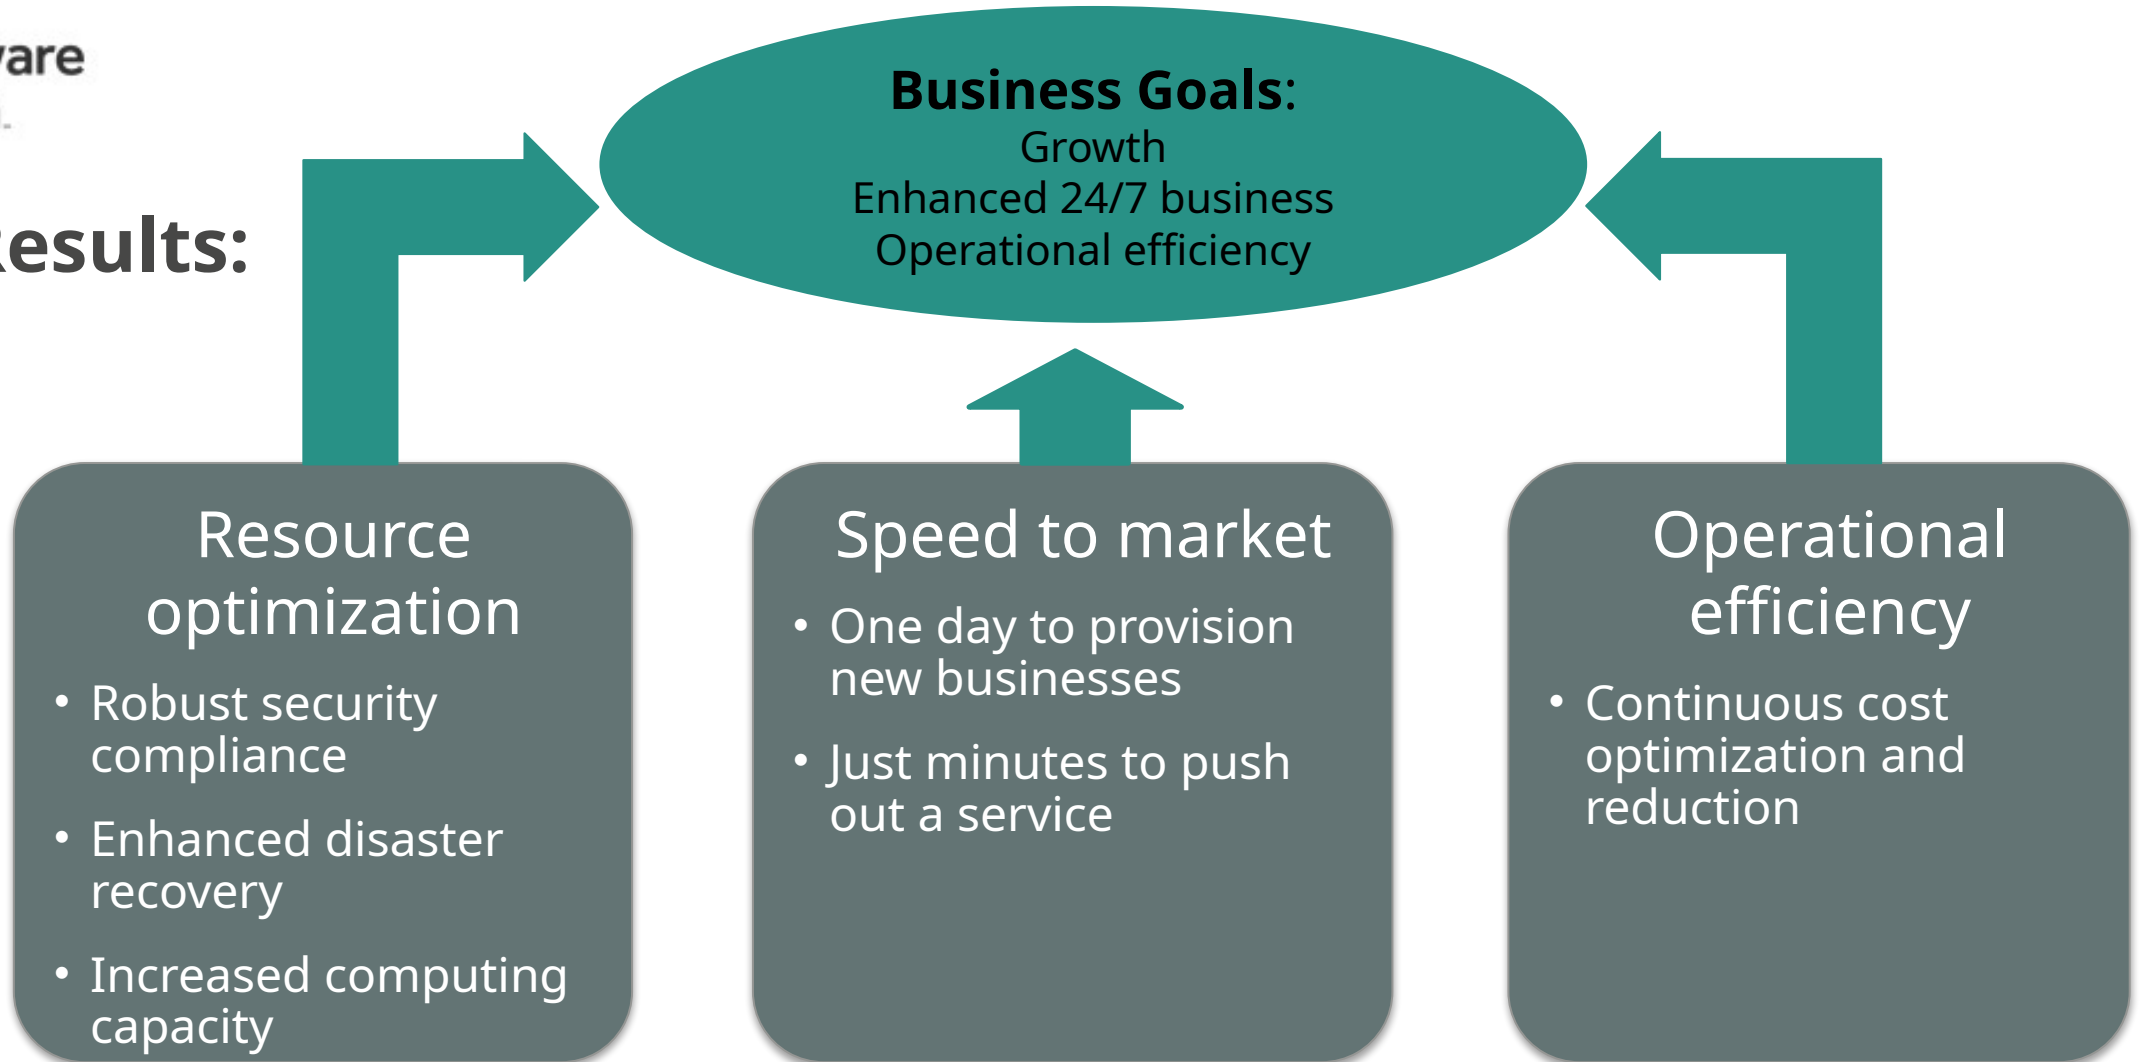 Business Goals:
Growth
Enhanced 24/7 business
Operational efficiency
Resource
optimization
• Robust security
compliance
• Enhanced disaster
recovery
• Increased computing
capacity
Speed to market
• One day to provision
new businesses
• Just minutes to push
out a service
Operational
efficiency
• Continuous cost
optimization and
reduction